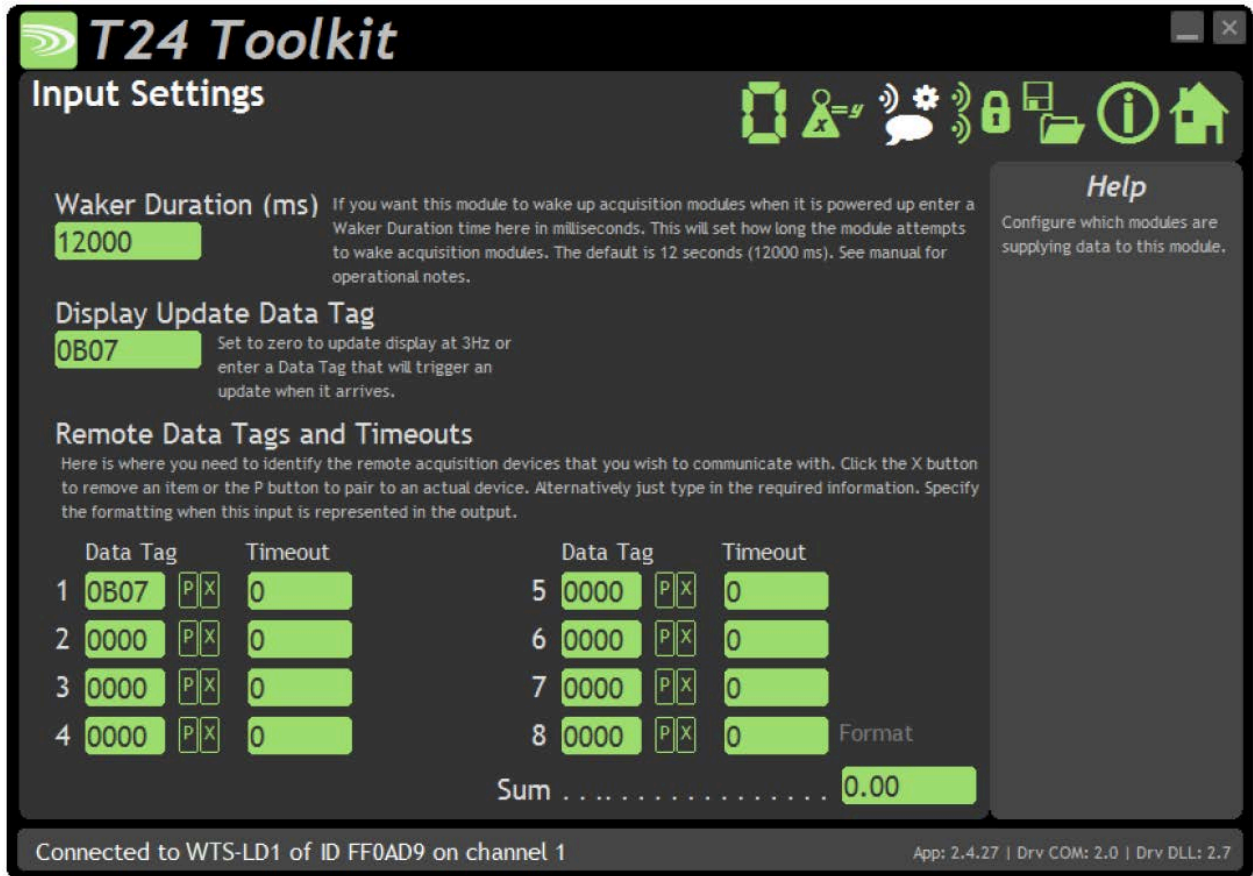 T24 Toolkit
Input Settings
x=y
Help
Configure which modules are
supplying data to this module.
Waker Duration (ms)
12000
If you want this module to wake up acquisition modules when it is powered up enter a
Waker Duration time here in milliseconds. This will set how long the module attempts
to wake acquisition modules. The default is 12 seconds (12000 ms). See manual for
operational notes.
Display Update Data Tag
0B07
Set to zero to update display at 3Hz or
enter a Data Tag that will trigger an
update when it arrives.
Remote Data Tags and Timeouts
Here is where you need to identify the remote acquisition devices that you wish to communicate with. Click the X button
to remove an item or the P button to pair to an actual device. Alternatively just type in the required information. Specify
the formatting when this input is represented in the output.
Data Tag Timeout Data Tag Timeout
1 0B07 P X 0 5 0000 P X 0
2 0000 P X 0 6 0000 P X 0
3 0000 P X 0 7 0000 P X 0
4 0000 P X 0 8 0000 P X 0 Format
Sum . . .. . . . . . . . . . . . . . 0.00
Connected to WTS-LD1 of ID FF0AD9 on channel 1
App: 2.4.27 | Drv COM: 2.0 | Drv DLL: 2.7